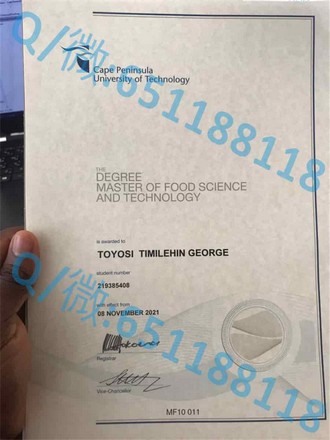 Cape Peninsula
University of Technology
THE
DEGREE
MASTER OF FOOD SCIENCE
AND TECHNOLOGY
is awarded to
TOYOSI TIMILEHIN GEORGE
student number
219385408
with effect from
08 NOVEMBER 2021
Registrar
Vice-Chancellor
MF10 011
Q/微:651188118
Q/微:651188118